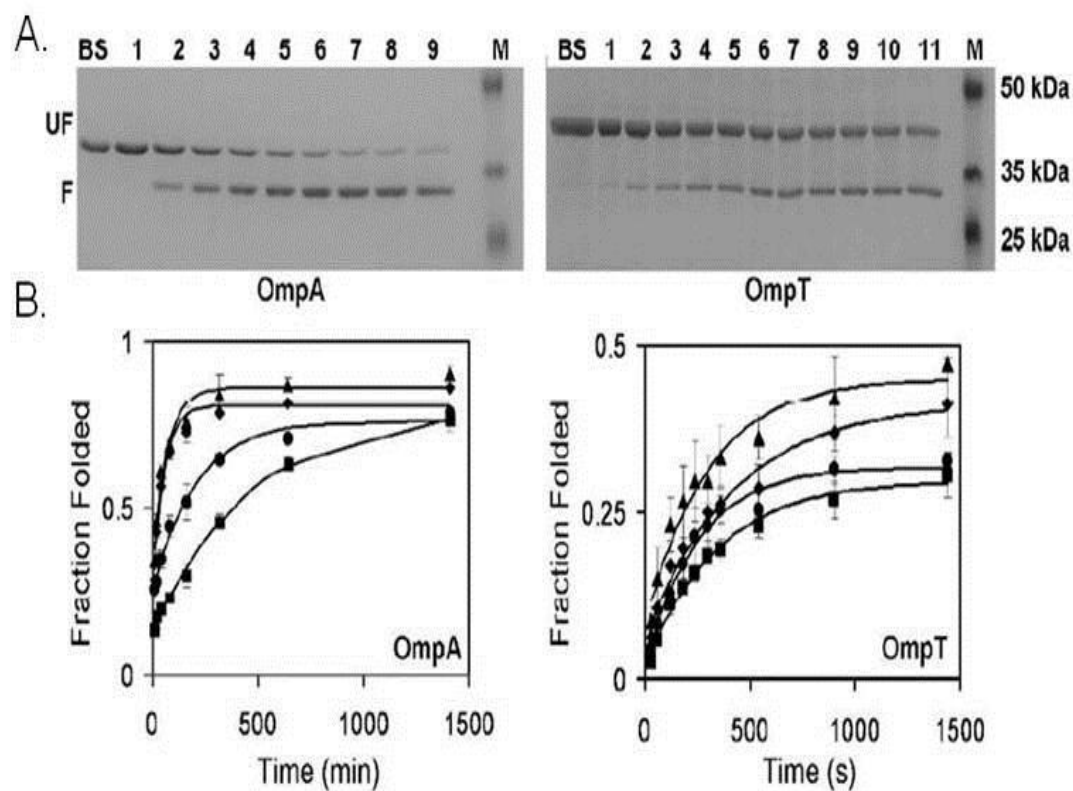 A.
BS 1 2 3 4 5 6 7 8 9 M
BS 1 2 3 4 5 6 7 8 9 10 11 M
UF
F
50 kDa
35 kDa
25 kDa
OmpA
OmpT
B.
Fraction Folded
1
0.5
0
OmpA
0 500 1000 1500
Time (min)
Fraction Folded
0.5
0.25
0
OmpT
0 500 1000 1500
Time (s)